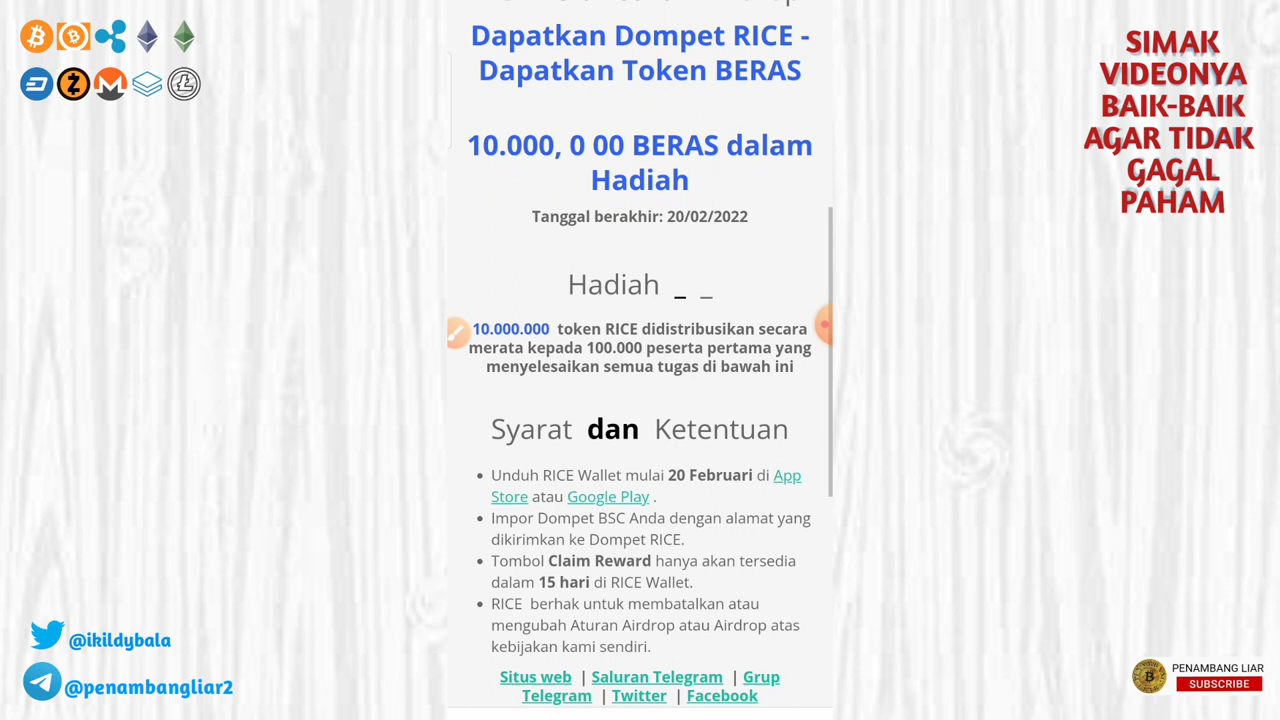 Dapatkan Dompet RICE -
Dapatkan Token BERAS
10.000, 0 00 BERAS dalam
Hadiah
Tanggal berakhir: 20/02/2022
Hadiah _ _
10.000.000 token RICE didistribusikan secara
merata kepada 100.000 peserta pertama yang
menyelesaikan semua tugas di bawah ini
Syarat dan Ketentuan
• Unduh RICE Wallet mulai 20 Februari di App
Store atau Google Play .
• Impor Dompet BSC Anda dengan alamat yang
dikirimkan ke Dompet RICE.
• Tombol Claim Reward hanya akan tersedia
dalam 15 hari di RICE Wallet.
• RICE berhak untuk membatalkan atau
mengubah Aturan Airdrop atau Airdrop atas
kebijakan kami sendiri.
Situs web | Saluran Telegram | Grup
Telegram | Twitter | Facebook
SIMAK
VIDEONYA
BAIK-BAIK
AGAR TIDAK
GAGAL
PAHAM
@ikildybala
@penambangliar2
PENAMBANG LIAR
SUBSCRIBE